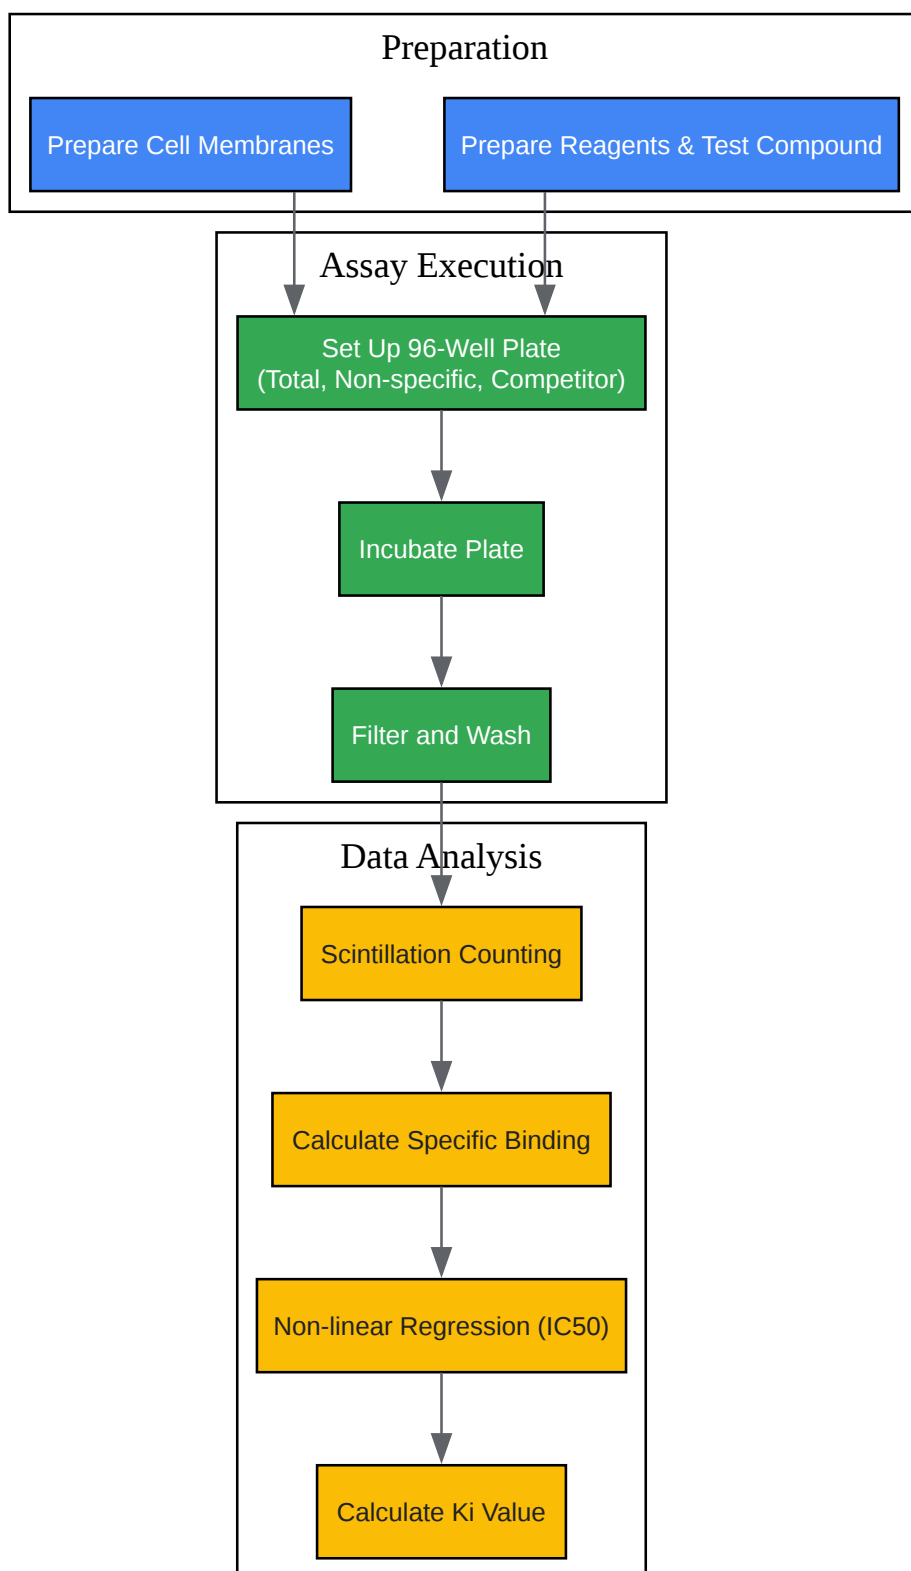 Preparation
Prepare Cell Membranes
Prepare Reagents & Test Compound
Assay Execution
Set Up 96-Well Plate
(Total, Non-specific, Competitor)
Incubate Plate
Filter and Wash
Data Analysis
Scintillation Counting
Calculate Specific Binding
Non-linear Regression (IC50)
Calculate Ki Value